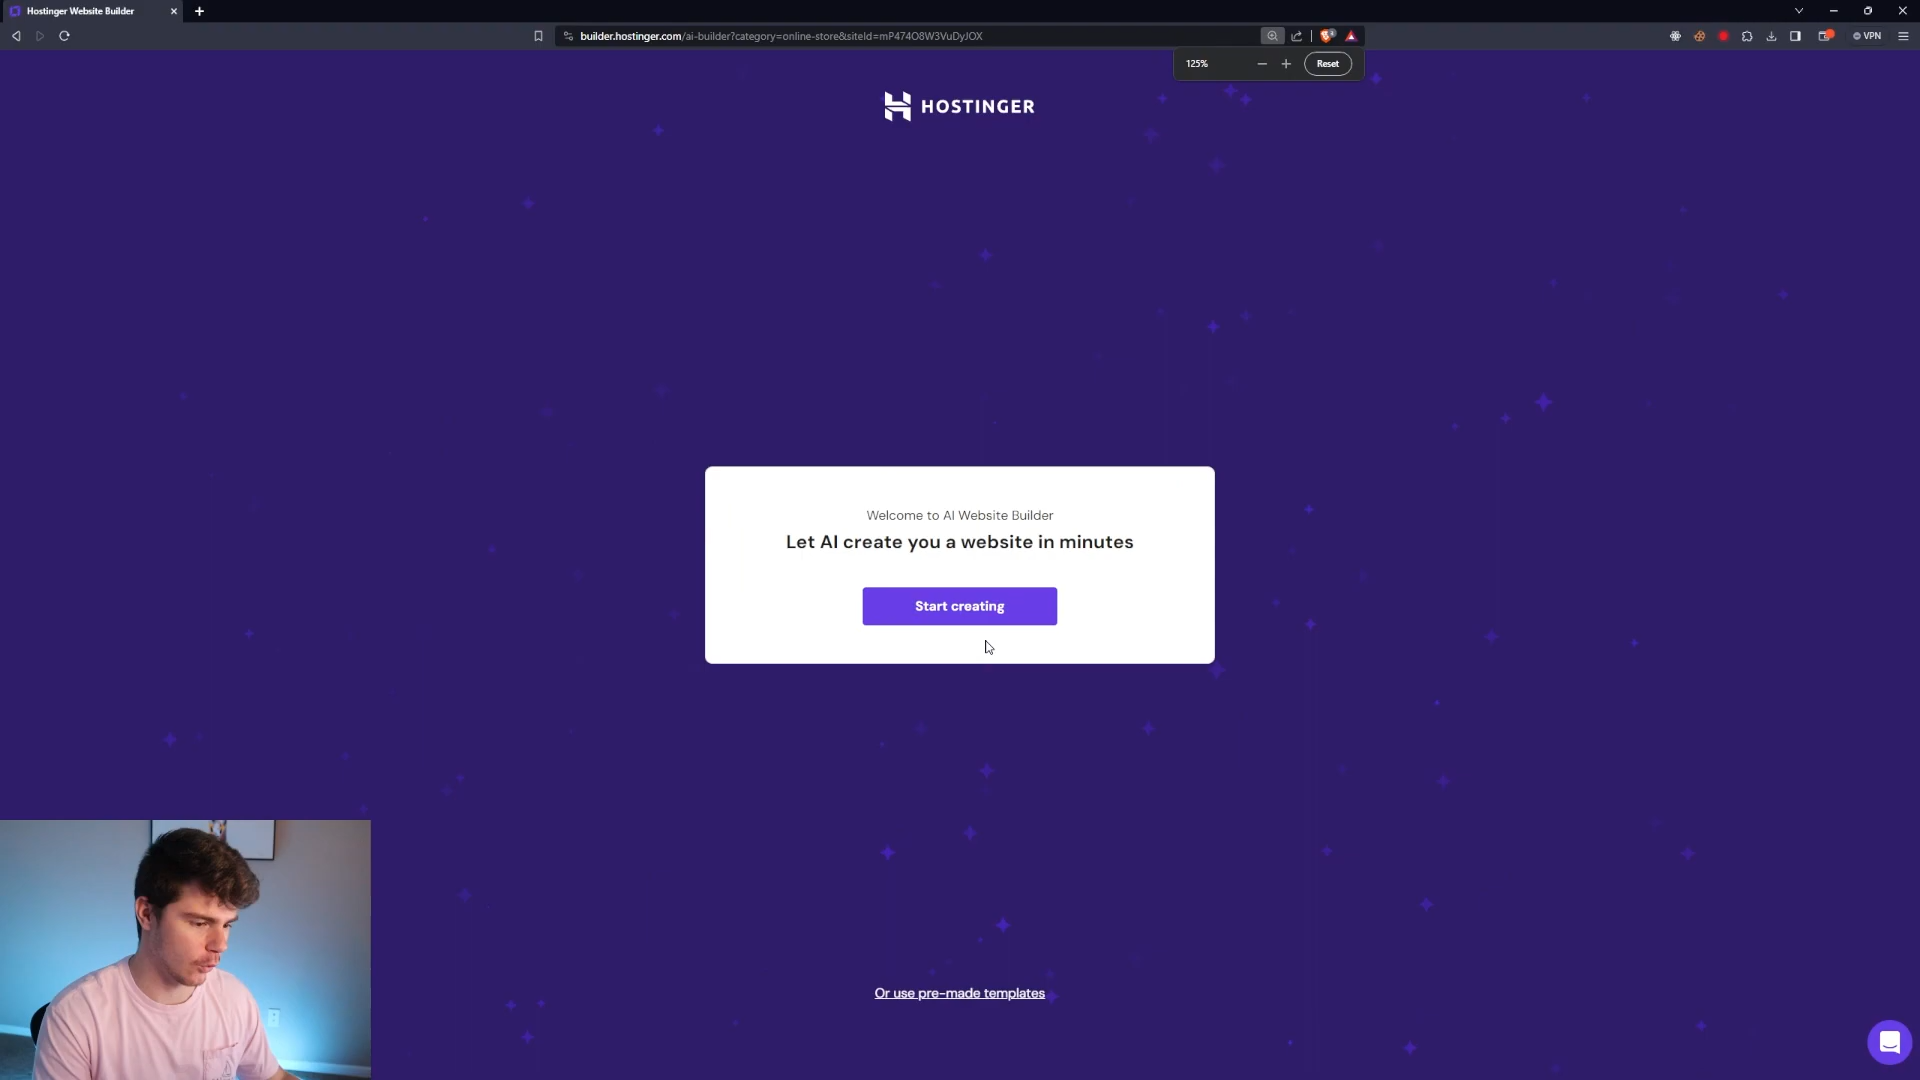 Hostinger Website Builder
builder.hostinger.com/ai-builder?category=online-store&siteId=mP474O8W3VuDyJOX
VPN
125%
Reset
HOSTINGER
Welcome to AI Website Builder
Let AI create you a website in minutes
Start creating
Or use pre-made templates